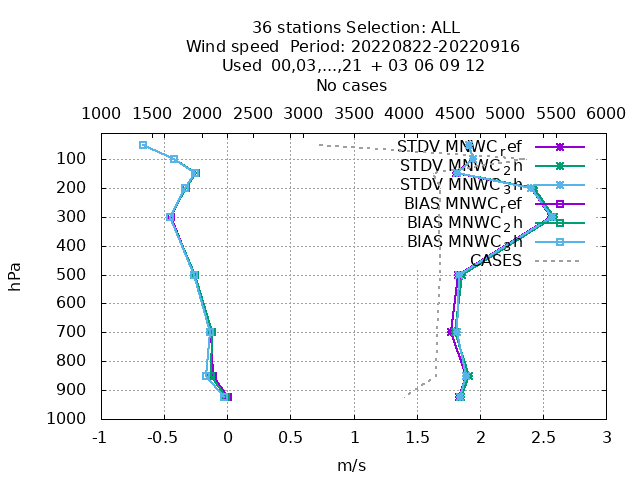 36 stations Selection: ALL
Wind speed  Period: 20220822-20220916
Used  00,03,...,21  + 03 06 09 12
No cases
1000 1500 2000 2500 3000 3500 4000 4500 5000 5500 6000
STDV MNWC_ref
STDV MNWC_2h
STDV MNWC_3h
BIAS MNWC_ref
BIAS MNWC_2h
BIAS MNWC_3h
CASES
100
200
300
400
500
600
700
800
900
1000
hPa
-1 -0.5 0 0.5 1 1.5 2 2.5 3
m/s